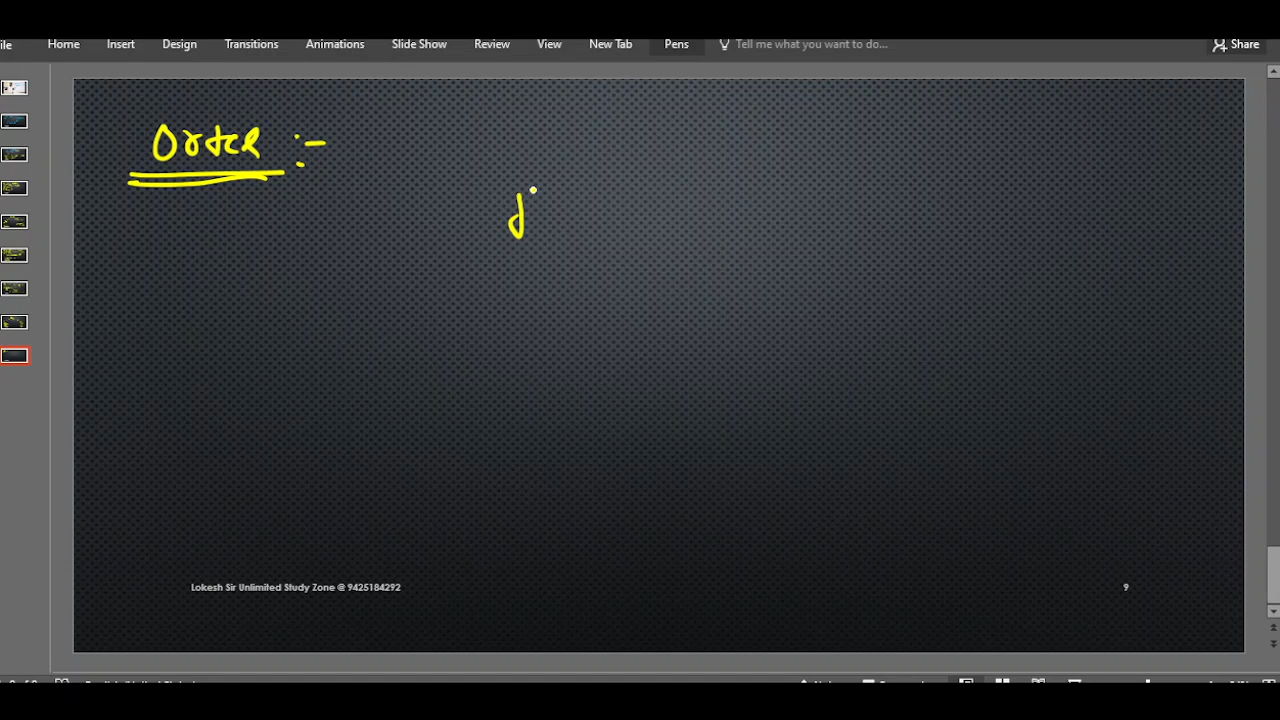 File Home Insert Design Transitions Animations Slide Show Review View New Tab Pens Tell me what you want to do... Share
Order :-
d
Lokesh Sir Unlimited Study Zone @ 9425184292
9